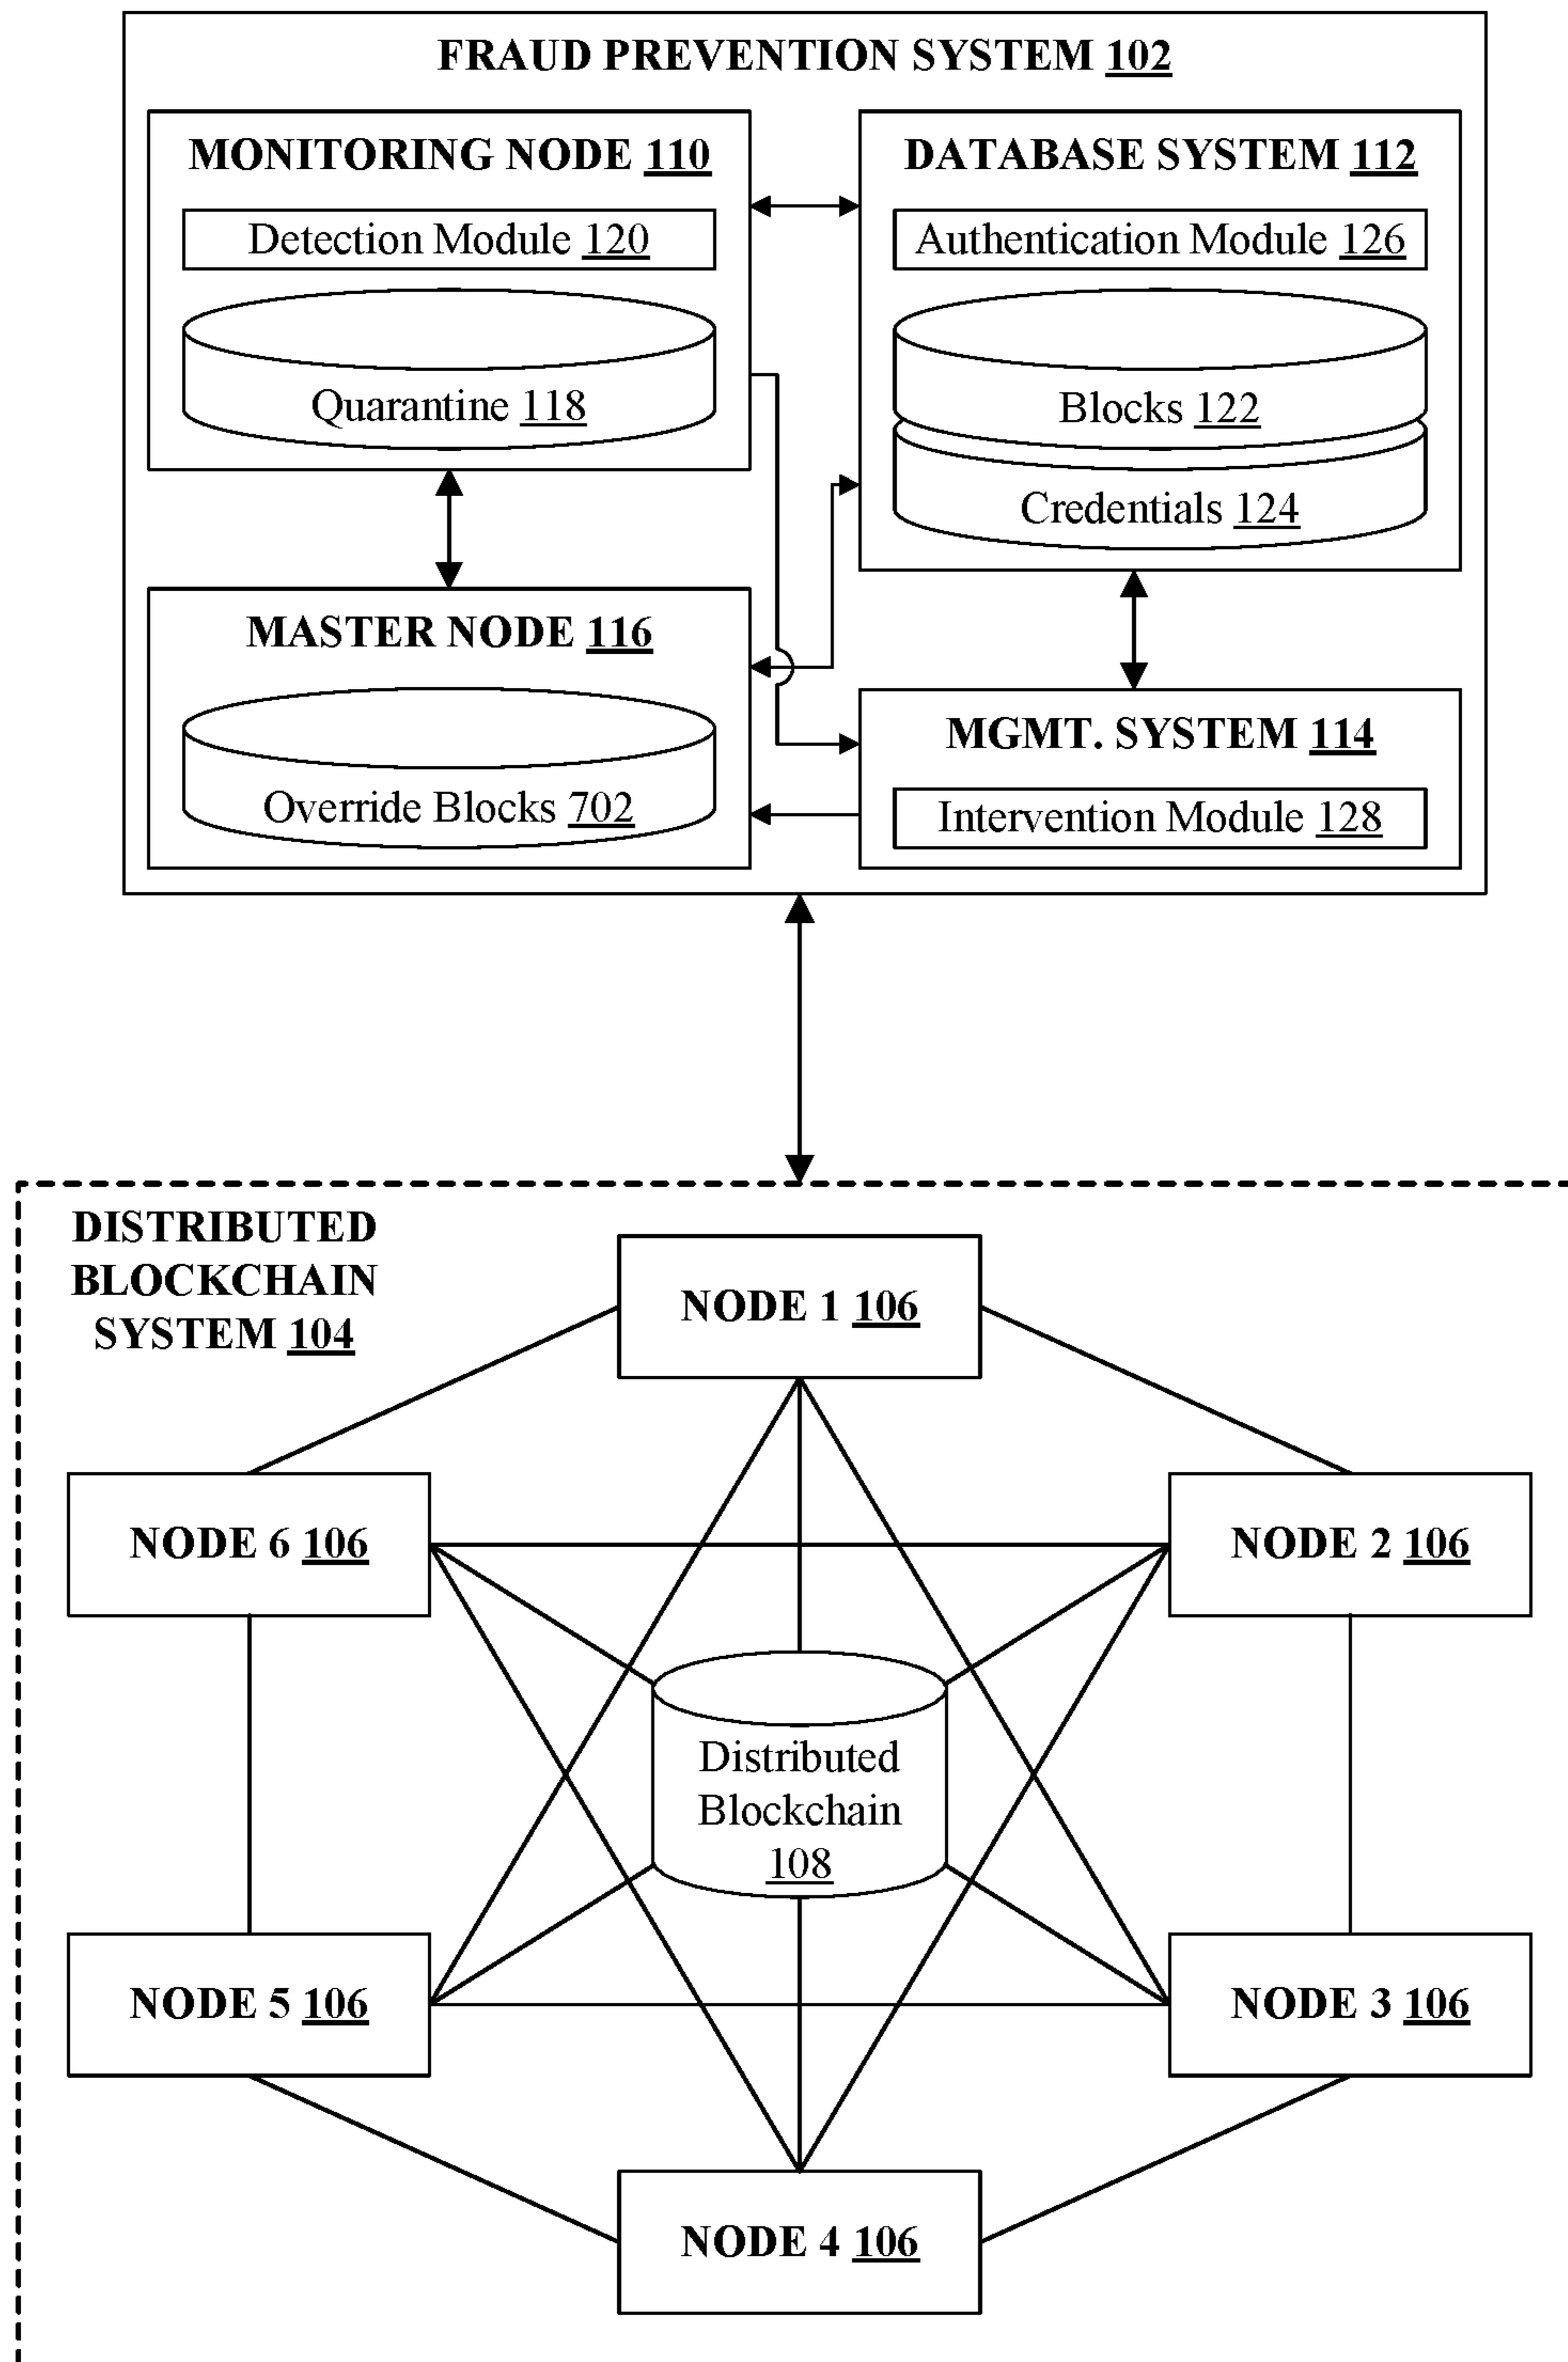 FRAUD PREVENTION SYSTEM 102
MONITORING NODE 110
Detection Module 120
Quarantine 118
DATABASE SYSTEM 112
Authentication Module 126
Blocks 122
Credentials 124
MASTER NODE 116
Override Blocks 702
MGMT. SYSTEM 114
Intervention Module 128
DISTRIBUTED
BLOCKCHAIN
SYSTEM 104
NODE 1 106
NODE 6 106
NODE 2 106
Distributed
Blockchain
108
NODE 5 106
NODE 3 106
NODE 4 106